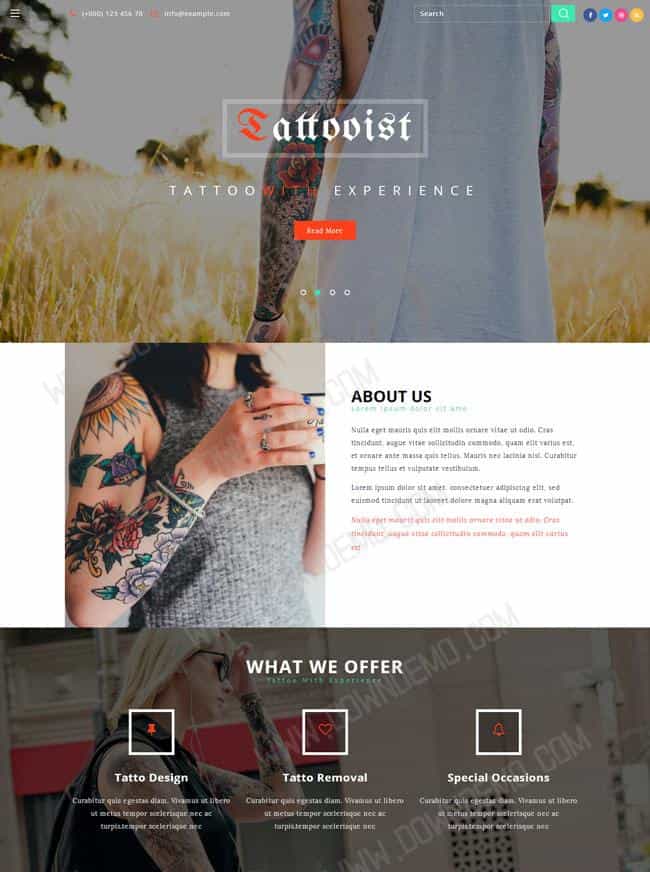 (+000) 123 456 78 info@example.com
Search
Tattooist
TATTOO WITH EXPERIENCE
Read More
ABOUT US
Lorem ipsum dolor sit ame
Nulla eget mauris quis elit mollis ornare vitae ut odio. Cras
tincidunt, augue vitae sollicitudin commodo, quam elit varius est,
et ornare ante massa quis tellus. Mauris nec lacinia nisl. Curabitur
tempus tellus et vulputate vestibulum.
Lorem ipsum dolor sit amet, consectetuer adipiscing elit, sed
euismod tincidunt ut laoreet dolore magna aliquam erat volutpat.
Nulla eget mauris quis elit mollis ornare vitae ut odio. Cras
tincidunt, augue vitae sollicitudin commodo, quam elit varius
est
WHAT WE OFFER
Tattoo With Experience
Tatto Design
Tatto Removal
Special Occasions
Curabitur quis egestas diam. Vivamus ut libero
ut metus tempor scelerisque nec ac
turpis.tempor scelerisque nec
Curabitur quis egestas diam. Vivamus ut libero
ut metus tempor scelerisque nec ac
turpis.tempor scelerisque nec
Curabitur quis egestas diam. Vivamus ut libero
ut metus tempor scelerisque nec ac
turpis.tempor scelerisque nec
WWW.DOWNDEMO.COM